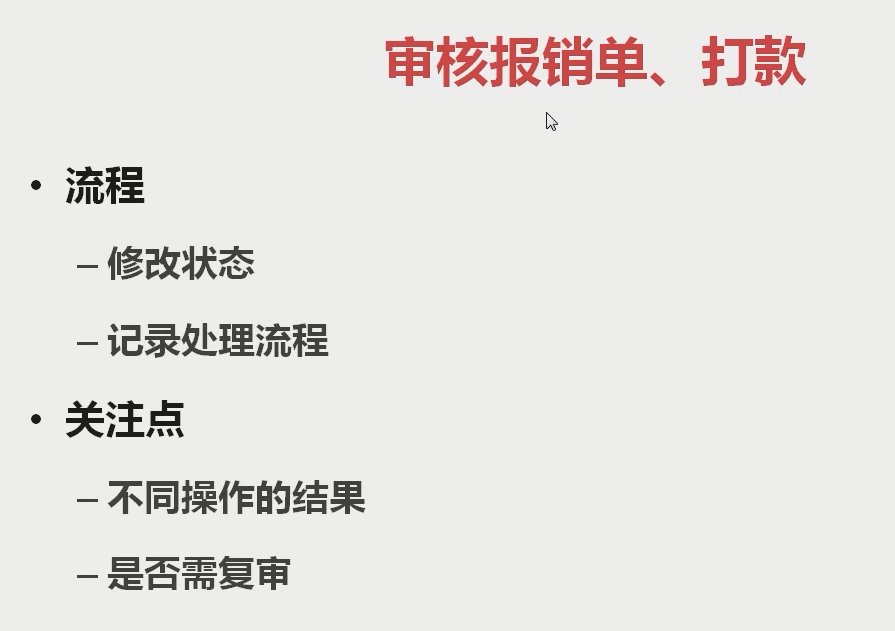 审核报销单、打款
• 流程
– 修改状态
– 记录处理流程
• 关注点
– 不同操作的结果
– 是否需复审